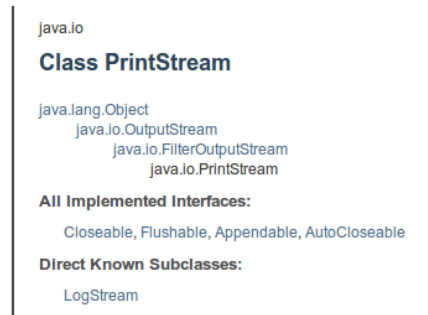 java.io
Class PrintStream
java.lang.Object
java.io.OutputStream
java.io.FilterOutputStream
java.io.PrintStream
All Implemented Interfaces:
Closeable, Flushable, Appendable, AutoCloseable
Direct Known Subclasses:
LogStream